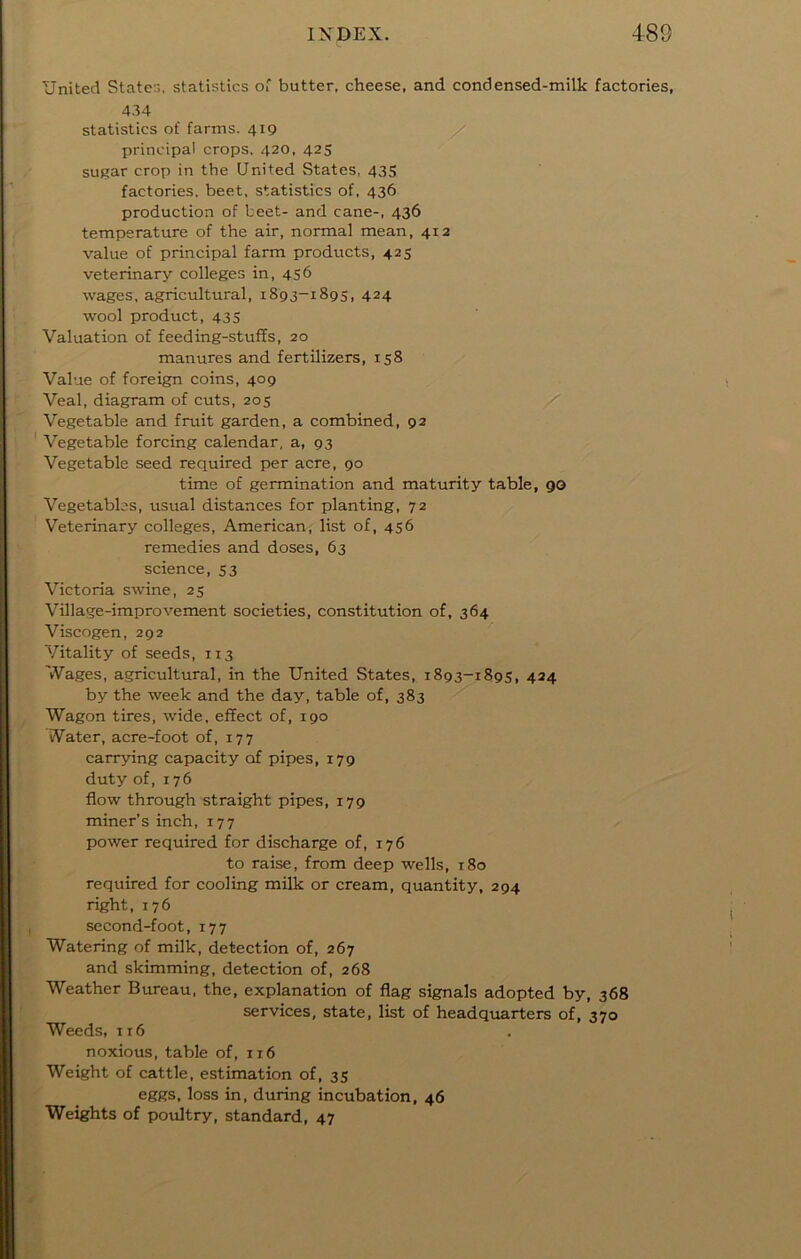 INDEX. 489
United States, statistics of butter, cheese, and condensed-milk factories,
434
statistics of farms. 419
principal crops. 420, 425
sugar crop in the United States, 435
factories, beet, statistics of, 436
production of beet- and cane-, 436
temperature of the air, normal mean, 412
value of principal farm products, 425
veterinary colleges in, 456
wages, agricultural, 1893–1895, 424
wool product, 435
Valuation of feeding-stuffs, 20
manures and fertilizers, 158
Value of foreign coins, 409
Veal, diagram of cuts, 205
Vegetable and fruit garden, a combined, 92
Vegetable forcing calendar, a, 93
Vegetable seed required per acre, 90
time of germination and maturity table, 90
Vegetables, usual distances for planting, 72
Veterinary colleges, American, list of, 456
remedies and doses, 63
science, 53
Victoria swine, 25
Village-improvement societies, constitution of, 364
Viscogen, 292
Vitality of seeds, 113
Wages, agricultural, in the United States, 1893–1895, 424
by the week and the day, table of, 383
Wagon tires, wide, effect of, 190
Water, acre-foot of, 177
carrying capacity of pipes, 179
duty of, 176
flow through straight pipes, 179
miner's inch, 177
power required for discharge of, 176
to raise, from deep wells, 180
required for cooling milk or cream, quantity, 294
right, 176
second-foot, 177
Watering of milk, detection of, 267
and skimming, detection of, 268
Weather Bureau, the, explanation of flag signals adopted by, 368
services, state, list of headquarters of, 370
Weeds, 116
noxious, table of, 116
Weight of cattle, estimation of, 35
eggs, loss in, during incubation, 46
Weights of poultry, standard, 47